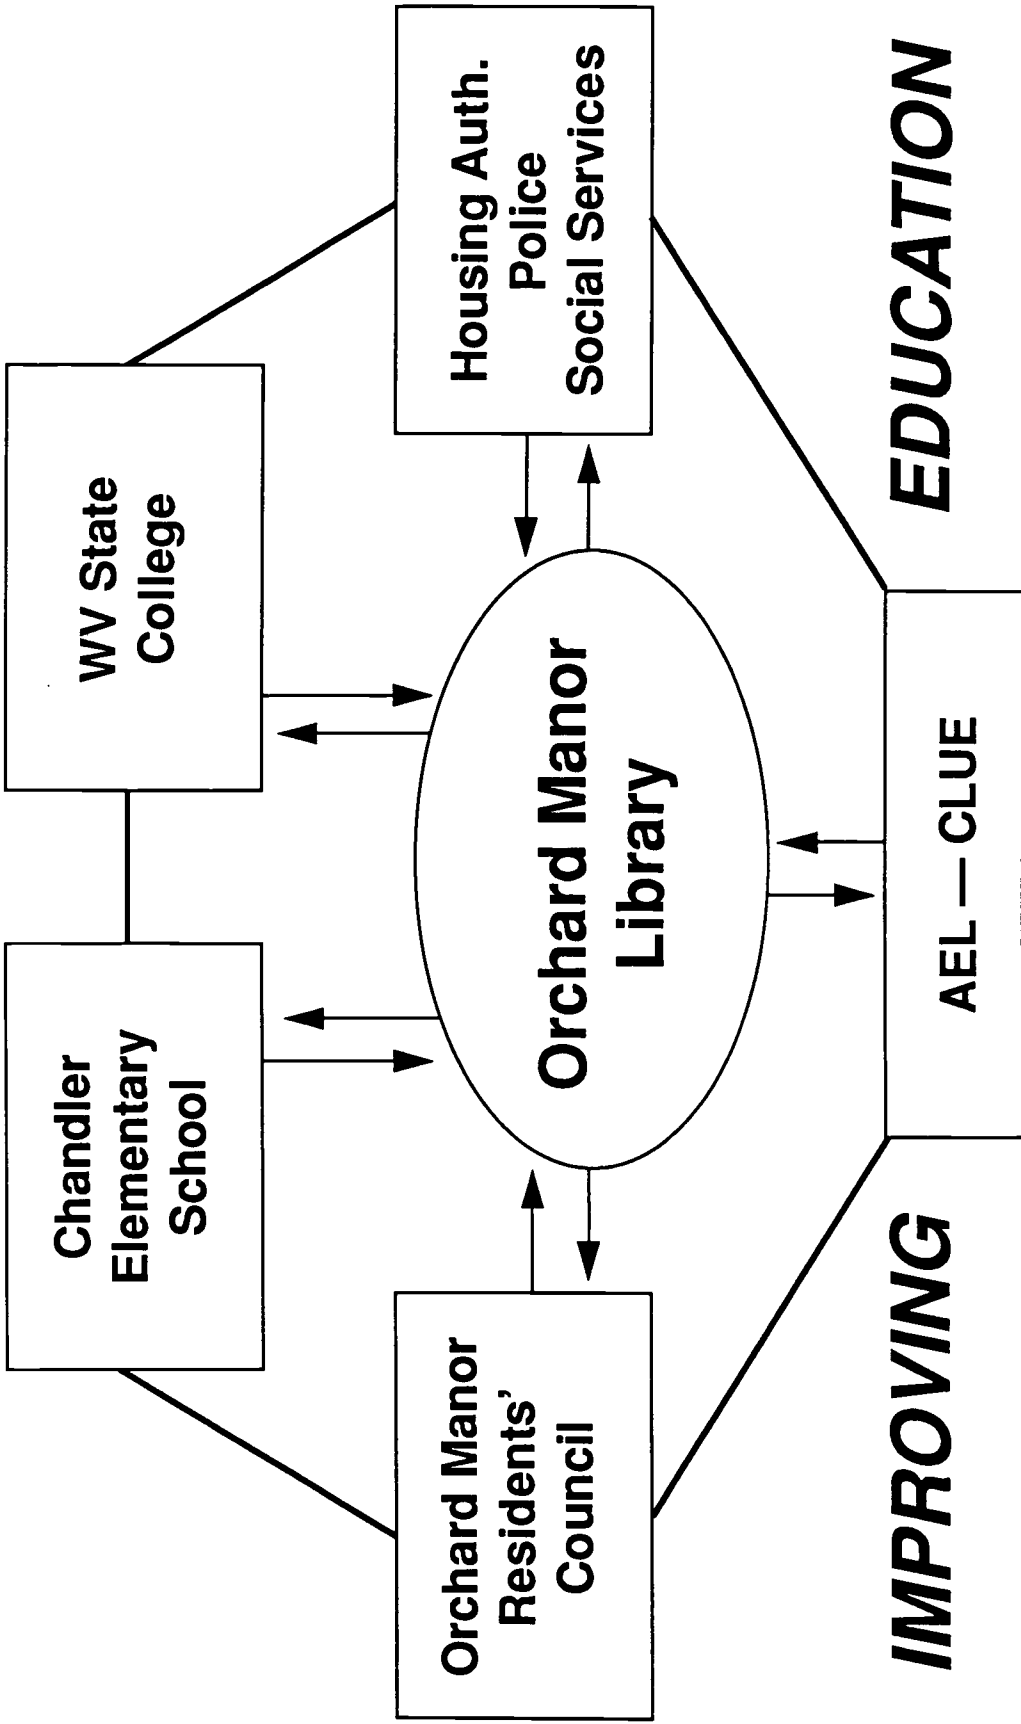 Chandler
Elementary
School
WV State
College
Orchard Manor
Residents'
Council
Orchard Manor
Library
Housing Auth.
Police
Social Services
AEL — CLUE
IMPROVING
EDUCATION